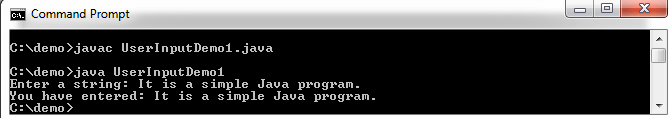 Command Prompt
C:\demo>javac UserInputDemo1.java
C:\demo>java UserInputDemo1
Enter a string: It is a simple Java program.
You have entered: It is a simple Java program.
C:\demo>